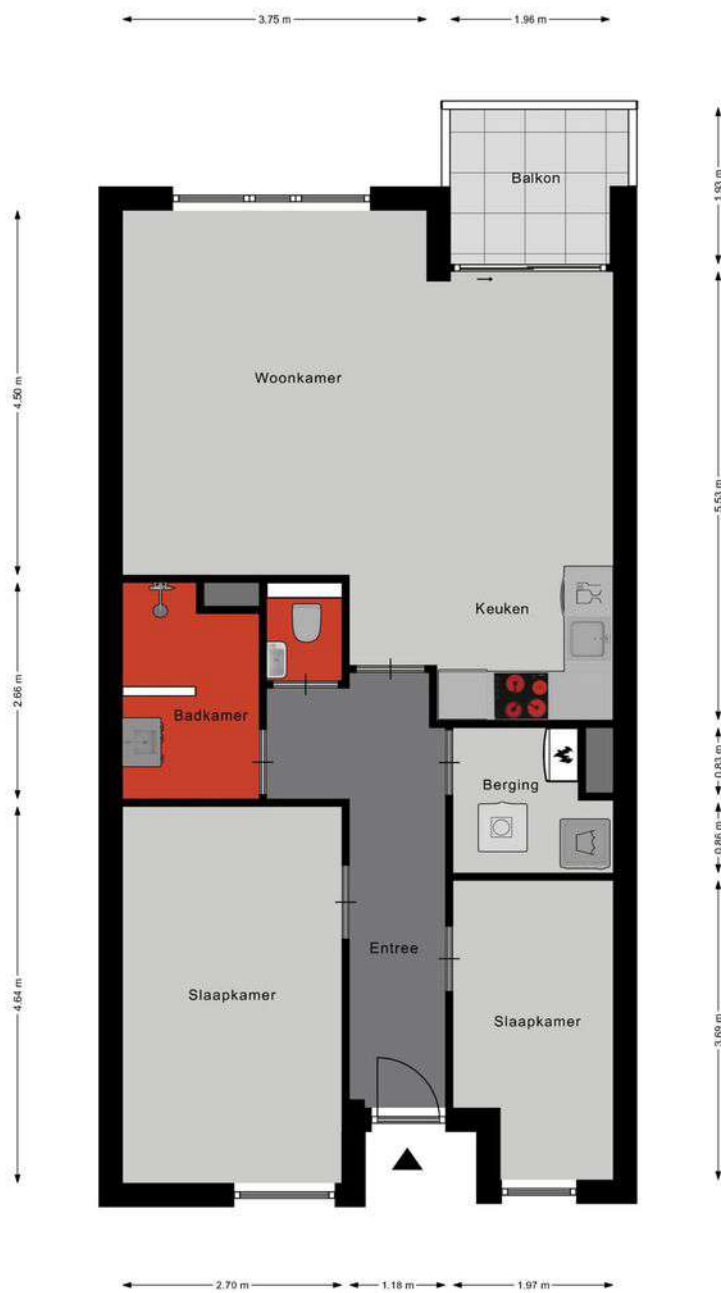 3.75 m
1.96 m
Balkon
1.93 m
Woonkamer
4.50 m
5.53 m
Keuken
2.66 m
Badkamer
Berging
0.83 m
0.86 m
Entree
Slaapkamer
Slaapkamer
4.64 m
3.69 m
2.70 m
1.18 m
1.97 m